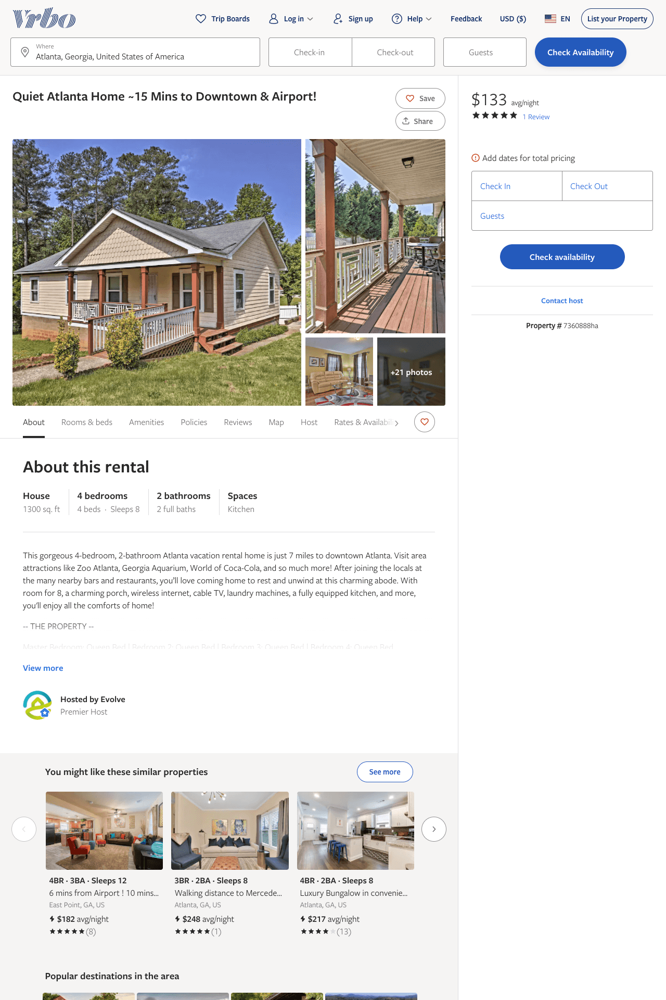 Vrbo
Trip Boards
Log in
Sign up
Help
Feedback
USD ($)
EN
List your Property
Where
Atlanta, Georgia, United States of America
Check-in
Check-out
Guests
Check Availability
Quiet Atlanta Home ~15 Mins to Downtown & Airport!
Save
Share
$133 avg/night
1 Review
Add dates for total pricing
Check In
Check Out
Guests
Check availability
Contact host
Property # 7360888ha
+21 photos
About
Rooms & beds
Amenities
Policies
Reviews
Map
Host
Rates & Availabili
About this rental
House
1300 sq. ft
4 bedrooms
4 beds · Sleeps 8
2 bathrooms
2 full baths
Spaces
Kitchen
This gorgeous 4-bedroom, 2-bathroom Atlanta vacation rental home is just 7 miles to downtown Atlanta. Visit area
attractions like Zoo Atlanta, Georgia Aquarium, World of Coca-Cola, and so much more! After joining the locals at
the many nearby bars and restaurants, you’ll love coming home to rest and unwind at this charming abode. With
room for 8, a charming porch, wireless internet, cable TV, laundry machines, a fully equipped kitchen, and more,
you'll enjoy all the comforts of home!
-- THE PROPERTY --
Master Bedroom: Queen Bed | Bedroom 2: Queen Bed | Bedroom 3: Queen Bed | Bedroom 4: Queen Bed
View more
Hosted by Evolve
Premier Host
You might like these similar properties
See more
4BR · 3BA · Sleeps 12
6 mins from Airport ! 10 mins...
East Point, GA, US
$182 avg/night
(8)
3BR · 2BA · Sleeps 8
Walking distance to Mercede...
Atlanta, GA, US
$248 avg/night
(1)
4BR · 2BA · Sleeps 8
Luxury Bungalow in convenie...
Atlanta, GA, US
$217 avg/night
(13)
Popular destinations in the area